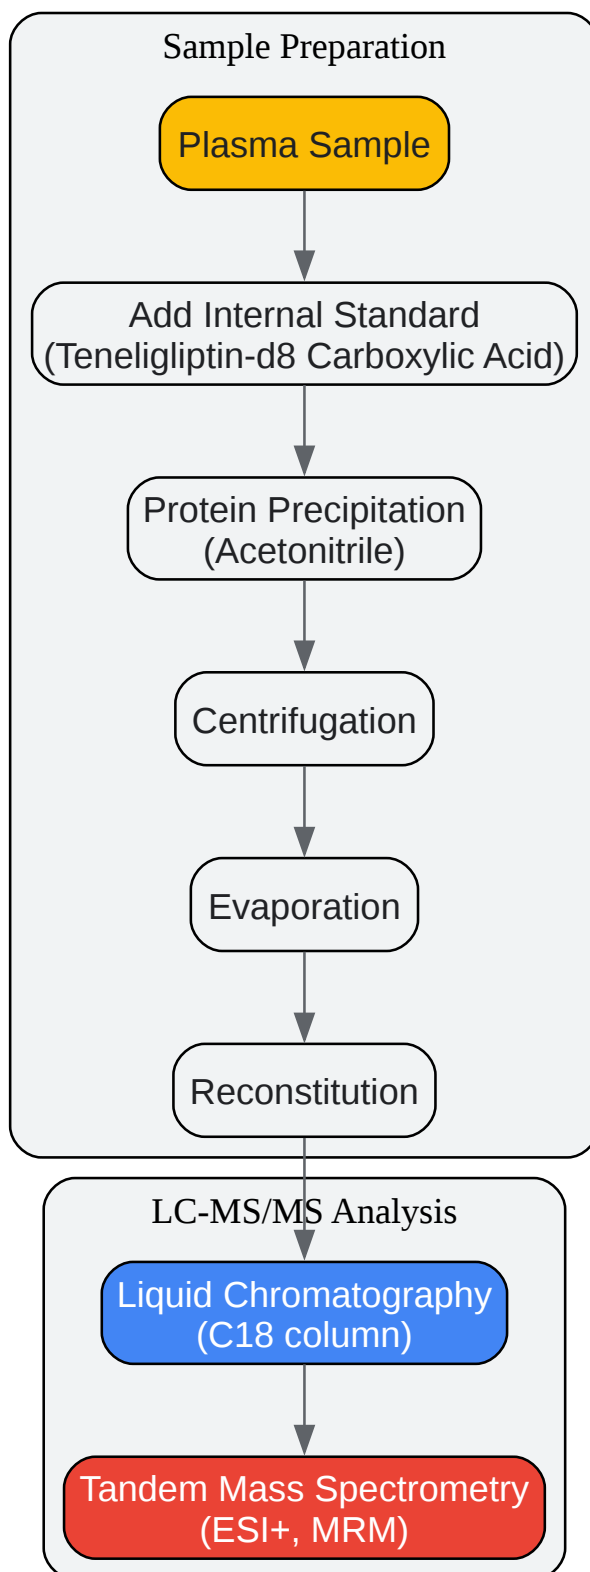 Sample Preparation
Plasma Sample
Add Internal Standard
(Teneligliptin-d8 Carboxylic Acid)
Protein Precipitation
(Acetonitrile)
Centrifugation
Evaporation
Reconstitution
LC-MS/MS Analysis
Liquid Chromatography
(C18 column)
Tandem Mass Spectrometry
(ESI+, MRM)